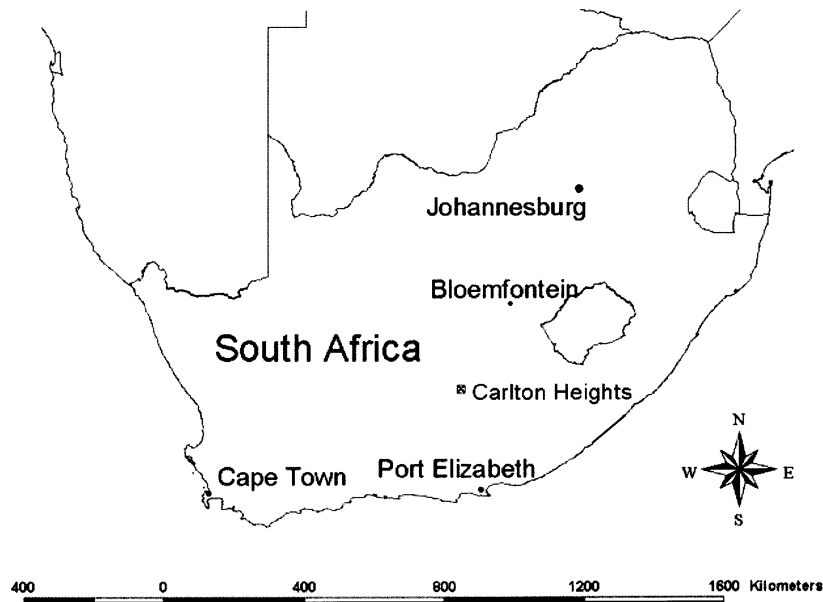 Johannesburg
Bloemfontein
South Africa
Carlton Heights
N
W E
S
Cape Town
Port Elizabeth
400 0 400 800 1200 1600 Kilometers